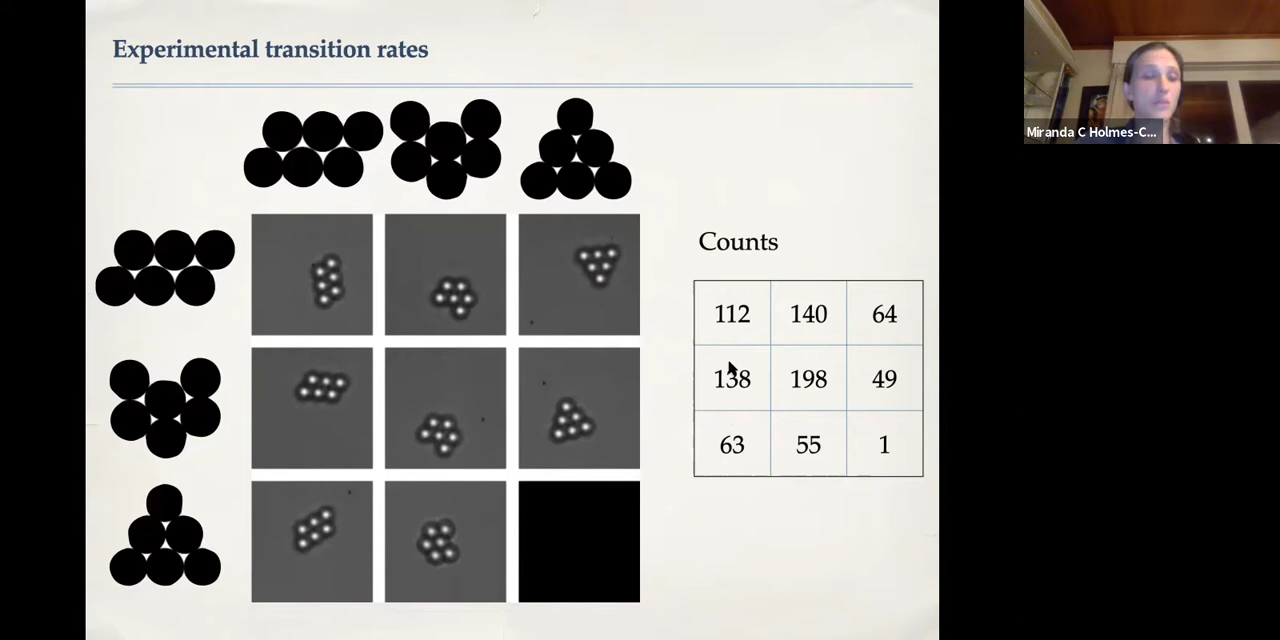 Experimental transition rates
Miranda C Holmes-C...
Counts
112 140 64
138 198 49
63 55 1